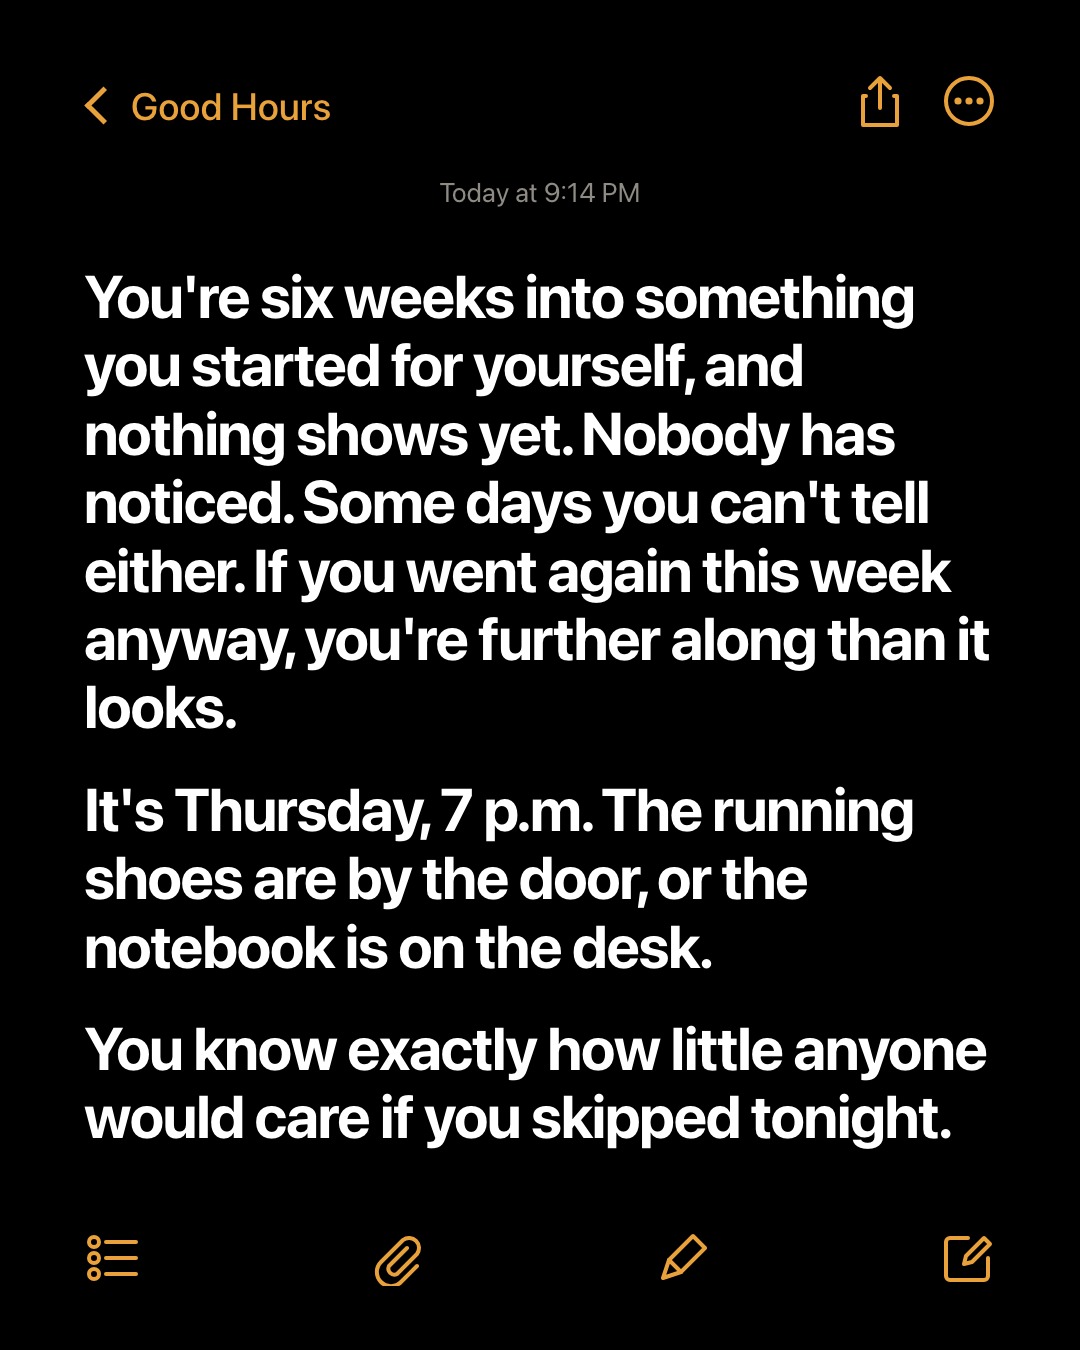 Good Hours
Today at 9:14 PM
You're six weeks into something
you started for yourself, and
nothing shows yet. Nobody has
noticed. Some days you can't tell
either. If you went again this week
anyway, you're further along than it
looks.
It's Thursday, 7 p.m. The running
shoes are by the door, or the
notebook is on the desk.
You know exactly how little anyone
would care if you skipped tonight.